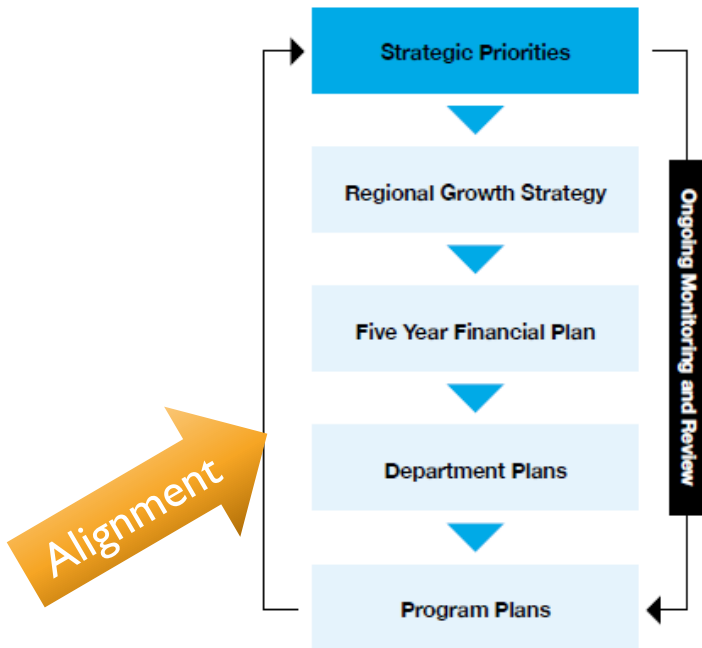 Strategic Priorities
Regional Growth Strategy
Five Year Financial Plan
Department Plans
Program Plans
Ongoing Monitoring and Review
Alignment